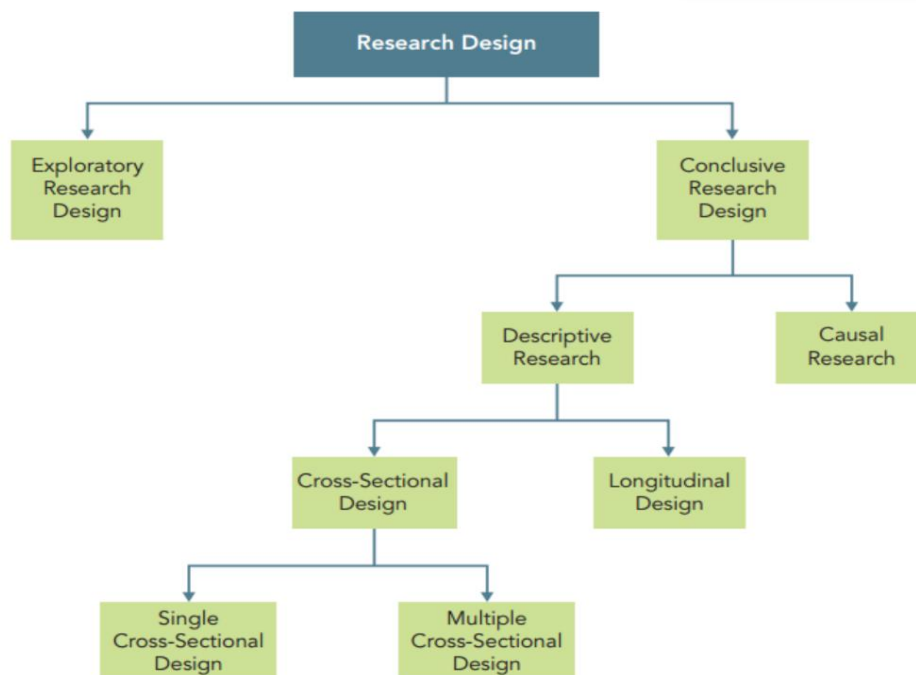 Research Design
Exploratory
Research
Design
Conclusive
Research
Design
Descriptive
Research
Causal
Research
Cross-Sectional
Design
Longitudinal
Design
Single
Cross-Sectional
Design
Multiple
Cross-Sectional
Design